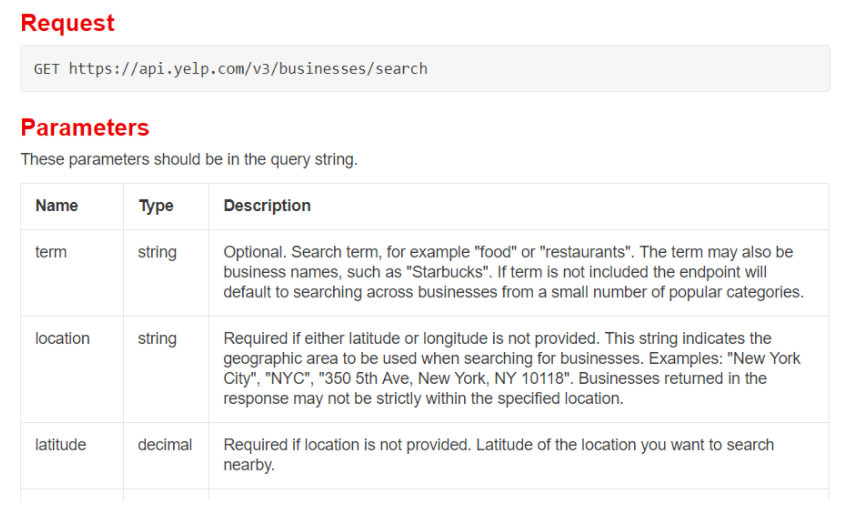 Request
GET https://api.yelp.com/v3/businesses/search
Parameters
These parameters should be in the query string.
Name Type Description
term string Optional. Search term, for example "food" or "restaurants". The term may also be
business names, such as "Starbucks". If term is not included the endpoint will
default to searching across businesses from a small number of popular categories.
location string Required if either latitude or longitude is not provided. This string indicates the
geographic area to be used when searching for businesses. Examples: "New York
City", "NYC", "350 5th Ave, New York, NY 10118". Businesses returned in the
response may not be strictly within the specified location.
latitude decimal Required if location is not provided. Latitude of the location you want to search
nearby.